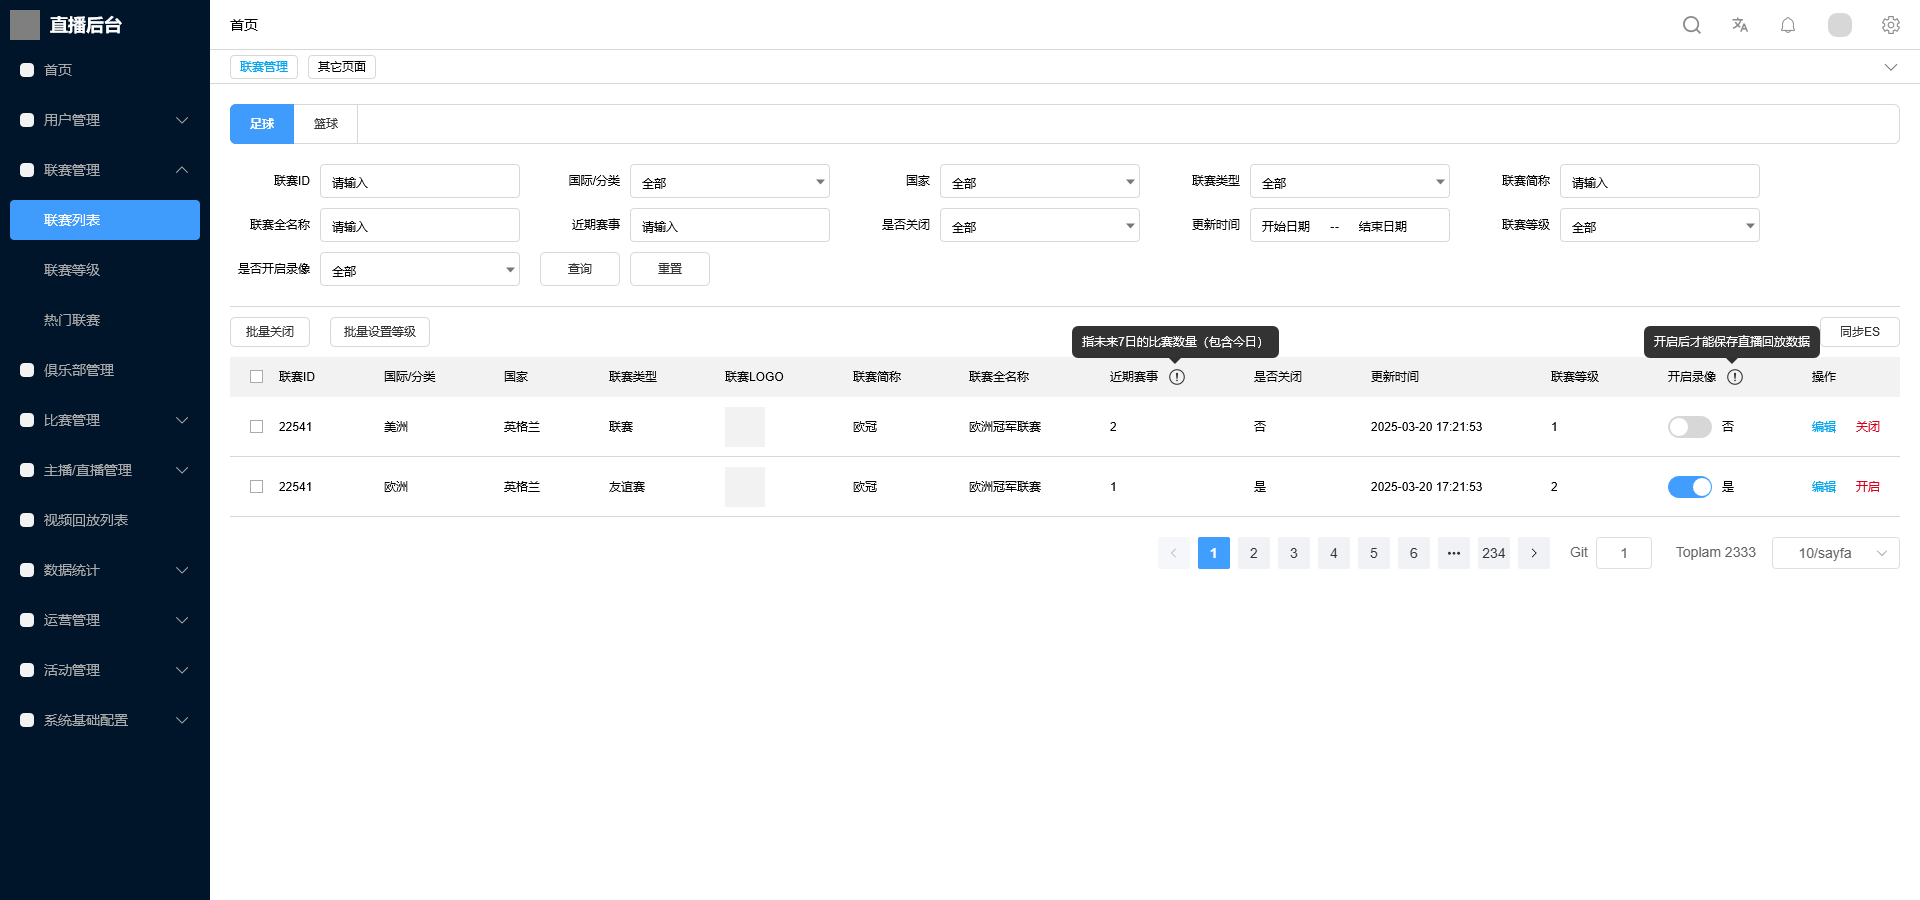 直播后台
首页
用户管理
联赛管理
联赛列表
联赛等级
热门联赛
俱乐部管理
比赛管理
主播/直播管理
视频回放列表
数据统计
运营管理
活动管理
系统基础配置
首页
联赛管理 其它页面
足球 篮球
联赛ID 请输入 国际/分类 全部 国家 全部 联赛类型 全部 联赛简称 请输入
联赛全名称 请输入 近期赛事 请输入 是否关闭 全部 更新时间 开始日期 -- 结束日期 联赛等级 全部
是否开启录像 全部 查询 重置
批量关闭 批量设置等级 同步ES
指未来7日的比赛数量（包含今日） 开启后才能保存直播回放数据
联赛ID 国际/分类 国家 联赛类型 联赛LOGO 联赛简称 联赛全名称 近期赛事 是否关闭 更新时间 联赛等级 开启录像 操作
22541 美洲 英格兰 联赛 欧冠 欧洲冠军联赛 2 否 2025-03-20 17:21:53 1 否 编辑 关闭
22541 欧洲 英格兰 友谊赛 欧冠 欧洲冠军联赛 1 是 2025-03-20 17:21:53 2 是 编辑 开启
1 2 3 4 5 6 ••• 234 Git 1 Toplam 2333 10/sayfa